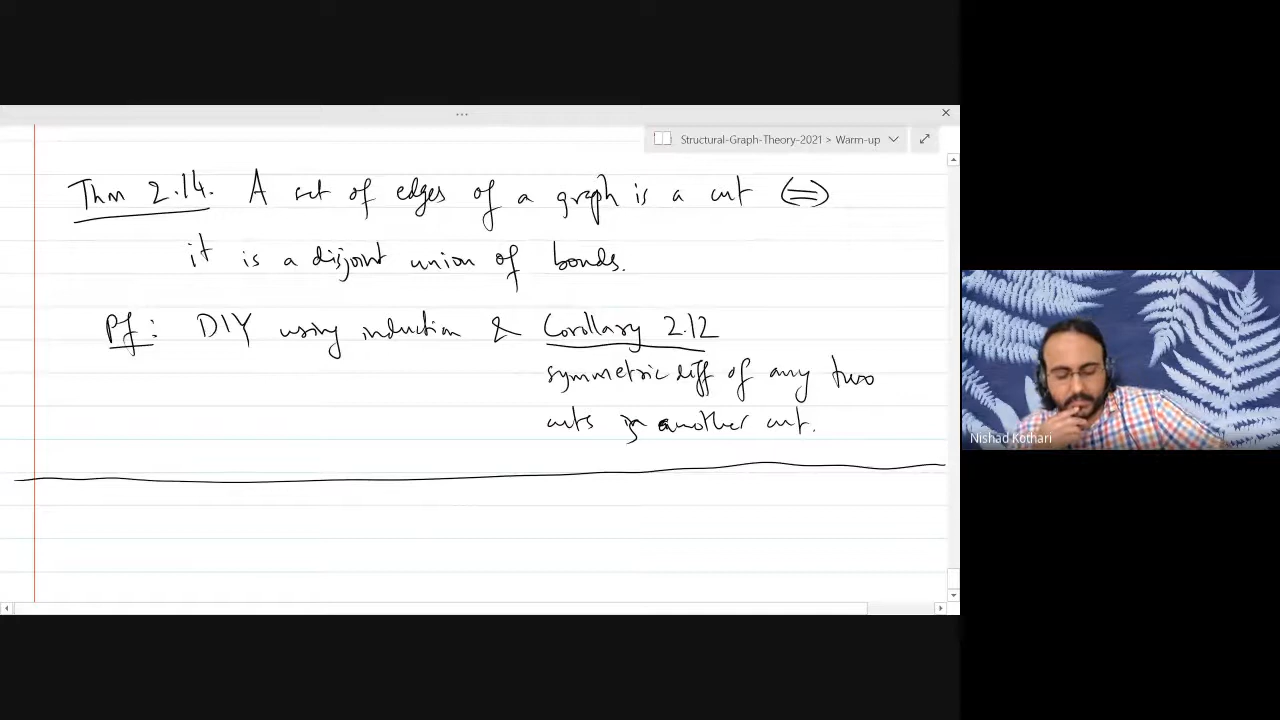 Structural-Graph-Theory-2021 > Warm-up
Thm 2.14. A set of edges of a graph is a cut ⟺
it is a disjoint union of bonds.
Pf: DIY using induction & Corollary 2.12
symmetric diff of any two
cuts is another cut.
Nishad Kothari